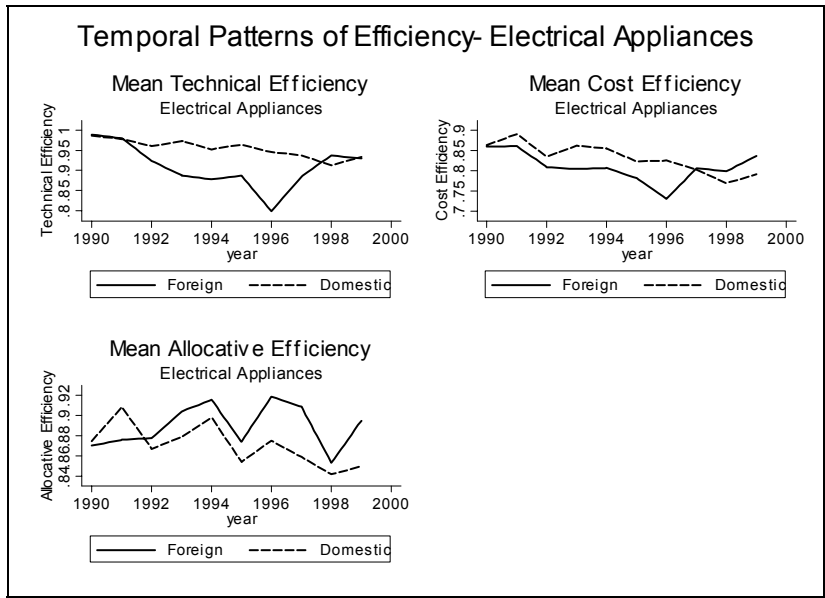 Temporal Patterns of Efficiency- Electrical Appliances
Mean Technical Efficiency
Electrical Appliances
Technical Efficiency
.8 .85 .9 .95 1
1990 1992 1994 1996 1998 2000
year
Foreign Domestic
Mean Cost Efficiency
Electrical Appliances
Cost Efficiency
.7 .75 .8 .85 .9
1990 1992 1994 1996 1998 2000
year
Foreign Domestic
Mean Allocative Efficiency
Electrical Appliances
Allocative Efficiency
.84 .86 .88 .9 .92
1990 1992 1994 1996 1998 2000
year
Foreign Domestic